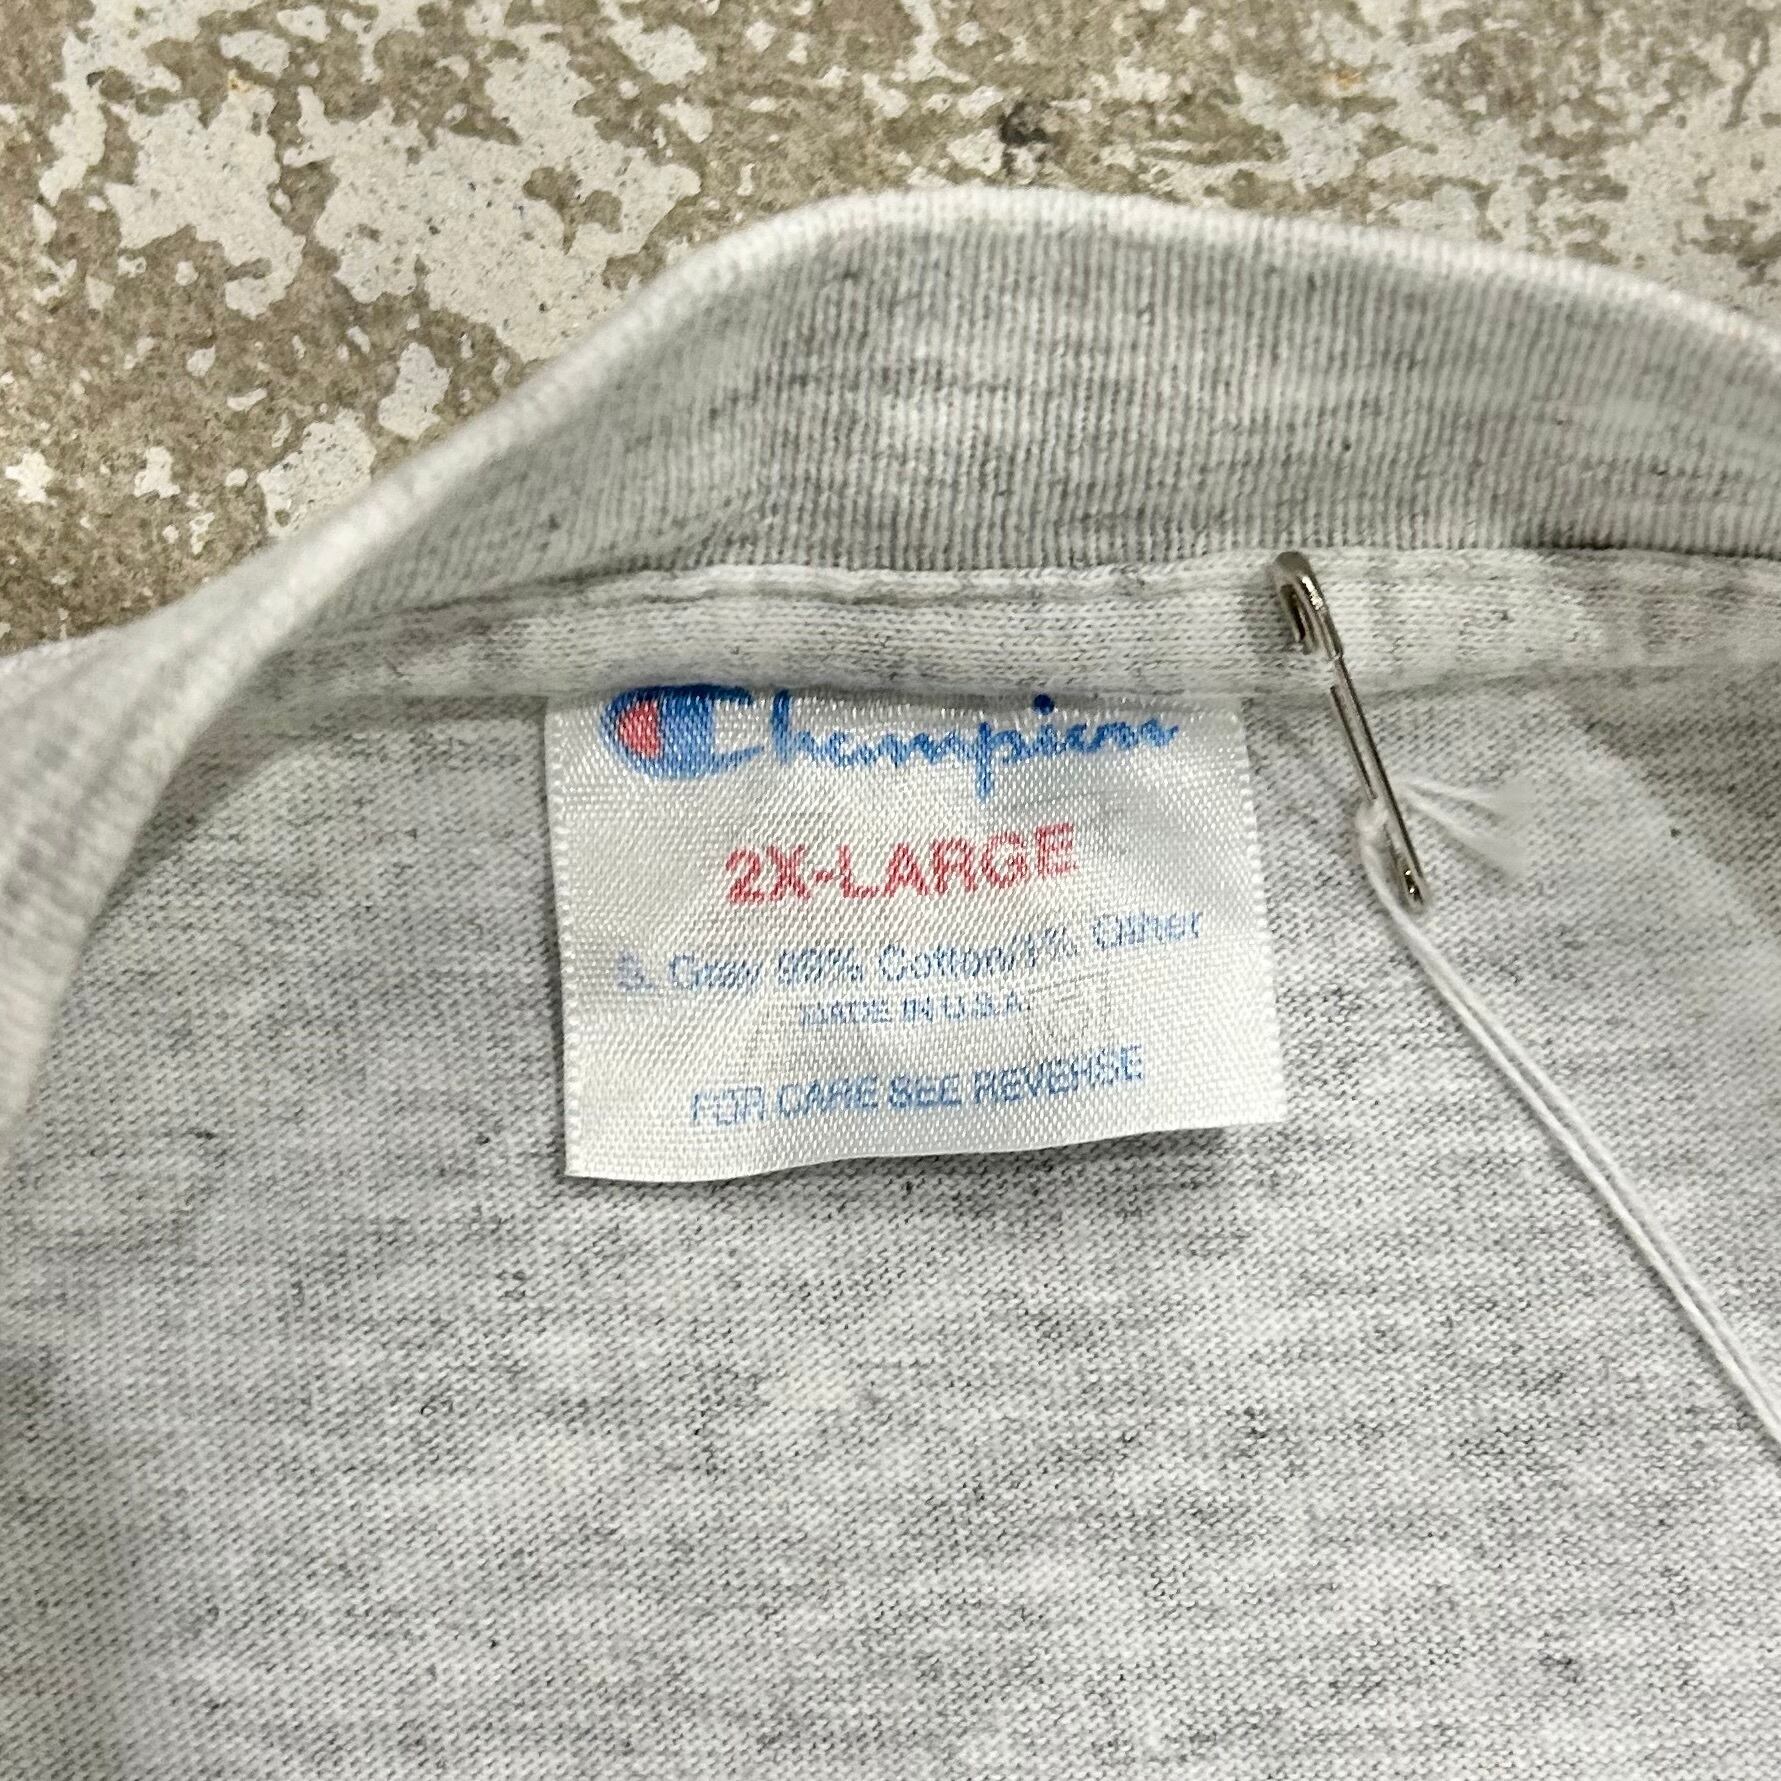 Champion
2X-LARGE
S. Gray 99% Cotton/1% Other
MADE IN U.S.A.
FOR CARE SEE REVERSE